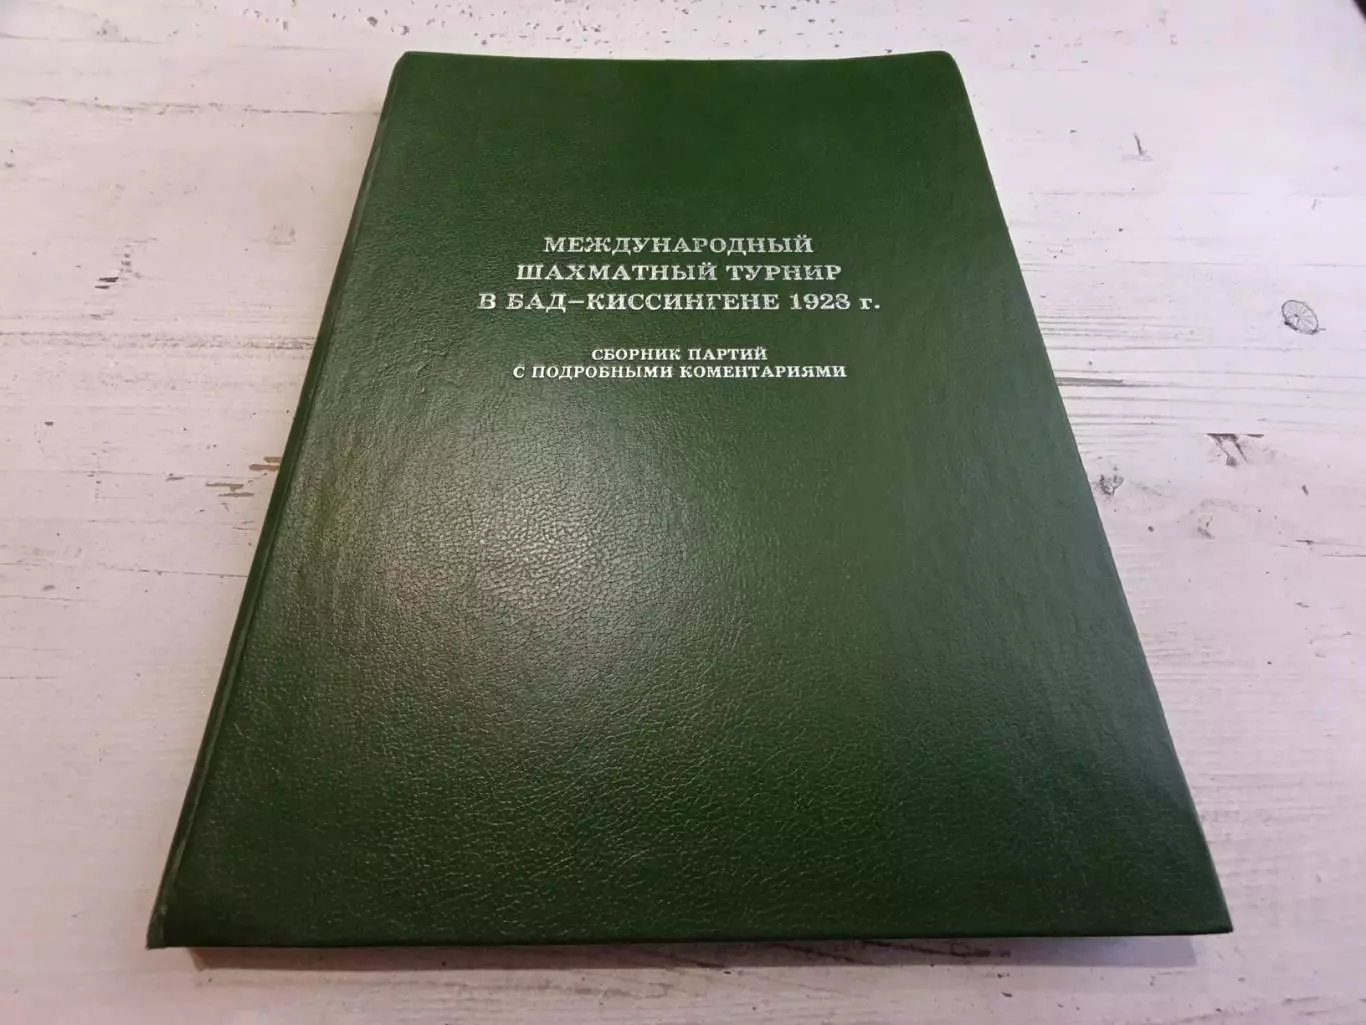 МЕЖДУНАРОДНЫЙ
ШАХМАТНЫЙ ТУРНИР
В БАД-КИССИНГЕНЕ 1928 г.
СБОРНИК ПАРТИЙ
С ПОДРОБНЫМИ КОМЕНТАРИЯМИ